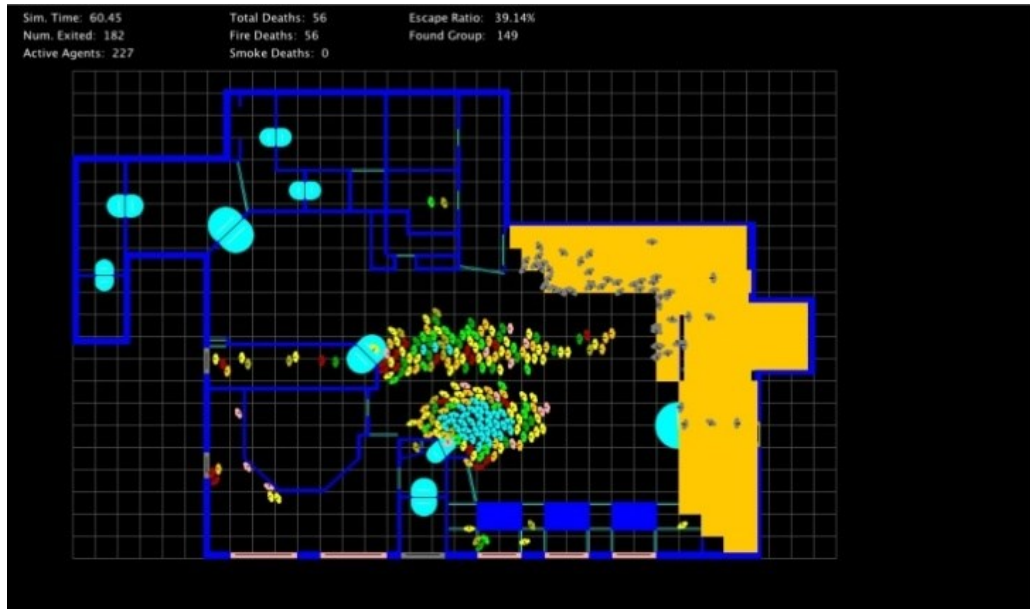 Sim. Time: 60.45 Total Deaths: 56 Escape Ratio: 39.14%
Num. Exited: 182 Fire Deaths: 56 Found Group: 149
Active Agents: 227 Smoke Deaths: 0